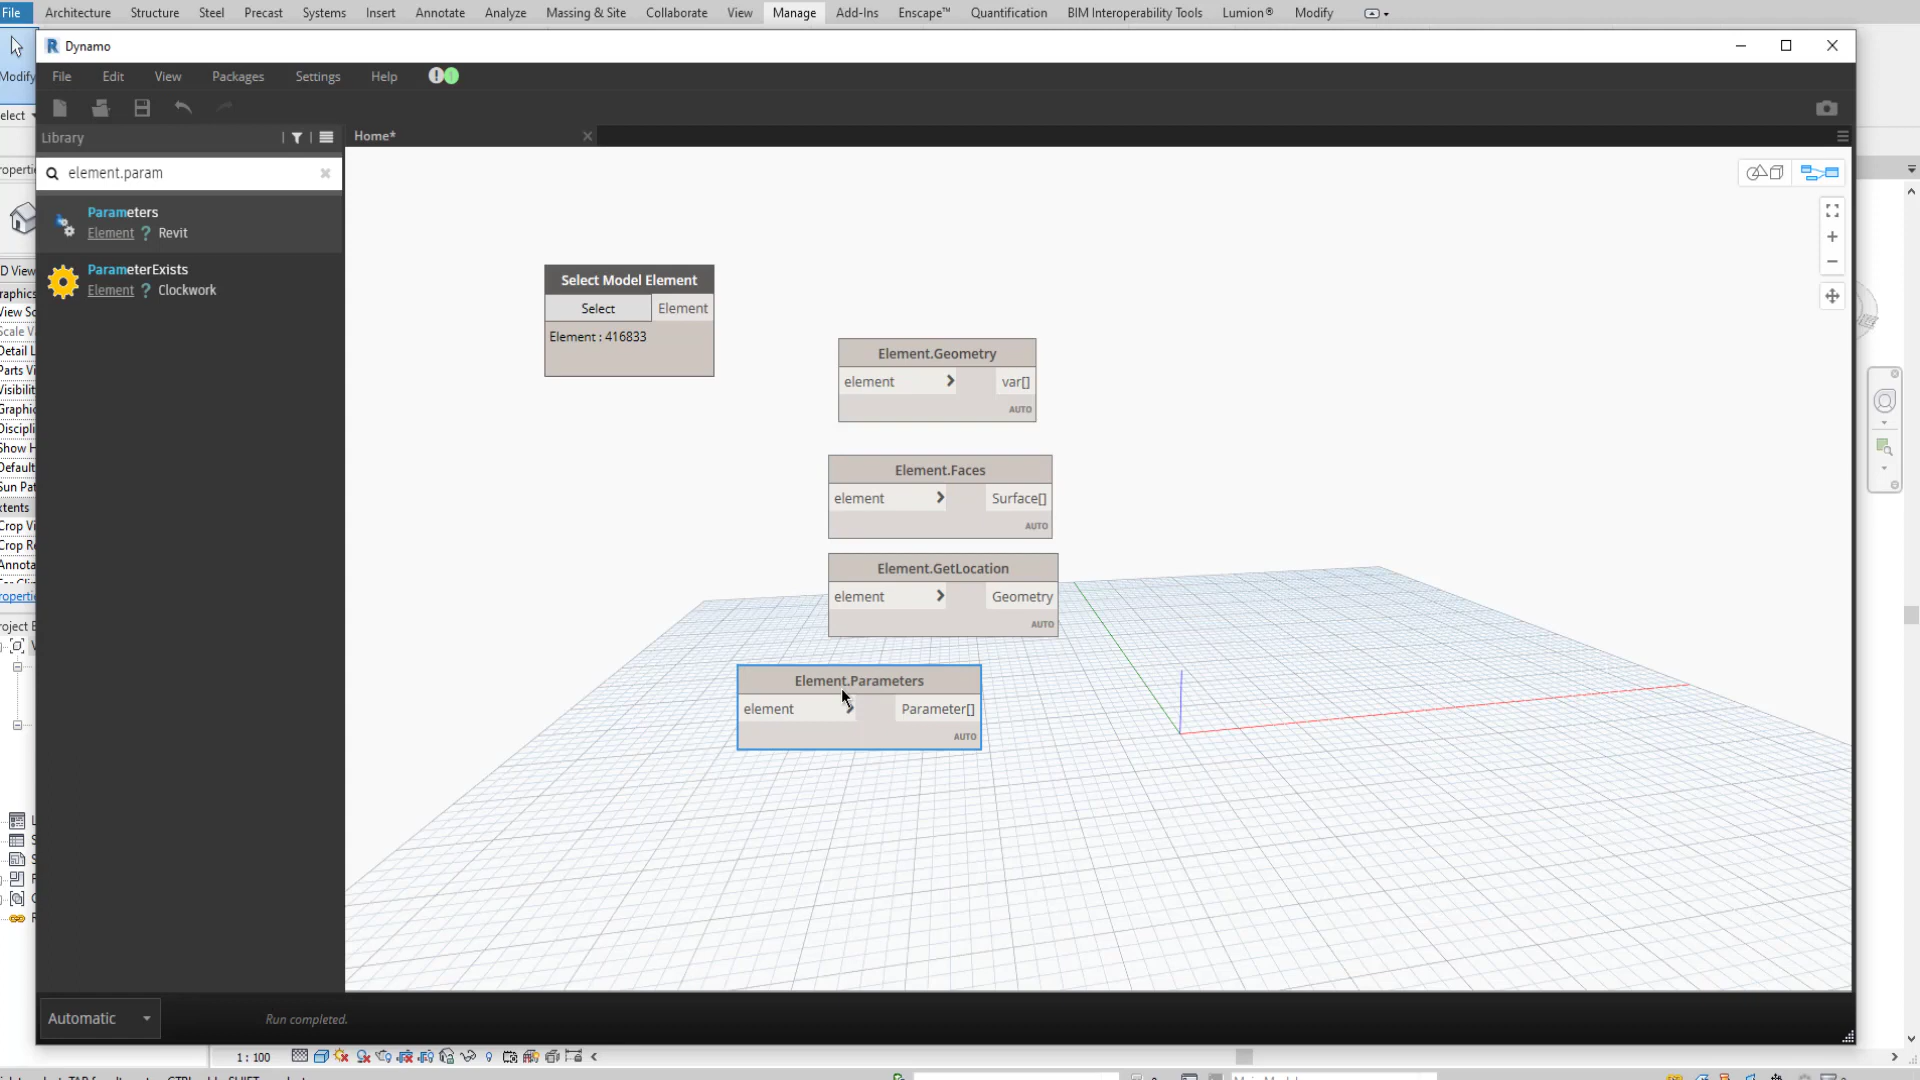 File Architecture Structure Steel Precast Systems Insert Annotate Analyze Massing & Site Collaborate View Manage Add-Ins Enscape™ Quantification BIM Interoperability Tools Lumion® Modify
Dynamo
Modify
File Edit View Packages Settings Help
Library
Home*
element.param
Parameters
Element ? Revit
ParameterExists
Element ? Clockwork
Select Model Element
Select Element
Element : 416833
Element.Geometry
element > var[]
AUTO
Element.Faces
element > Surface[]
AUTO
Element.GetLocation
element > Geometry
AUTO
Element.Parameters
element > Parameter[]
AUTO
Automatic
Run completed.
1 : 100